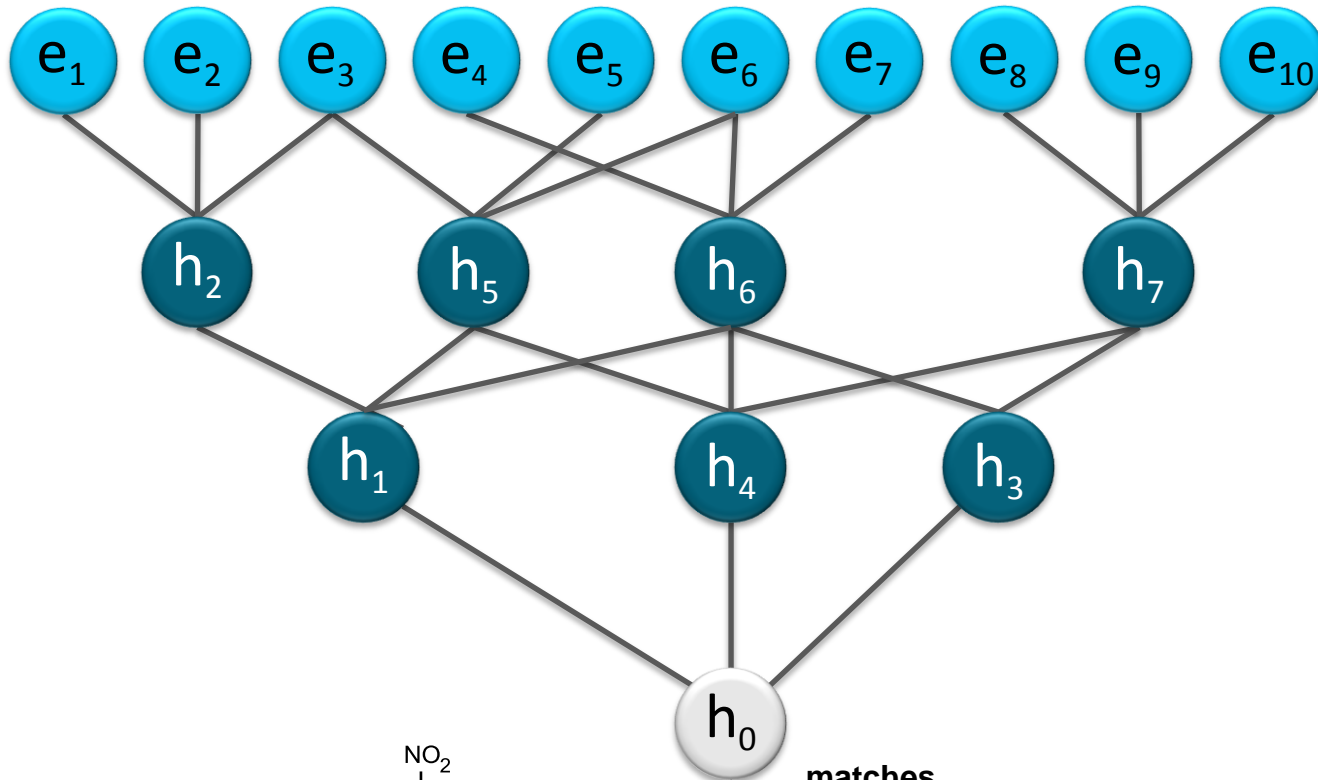 e₁ e₂ e₃ e₄ e₅ e₆ e₇ e₈ e₉ e₁₀
h₂ h₅ h₆ h₇
h₁ h₄ h₃
h₀
NO₂
matches